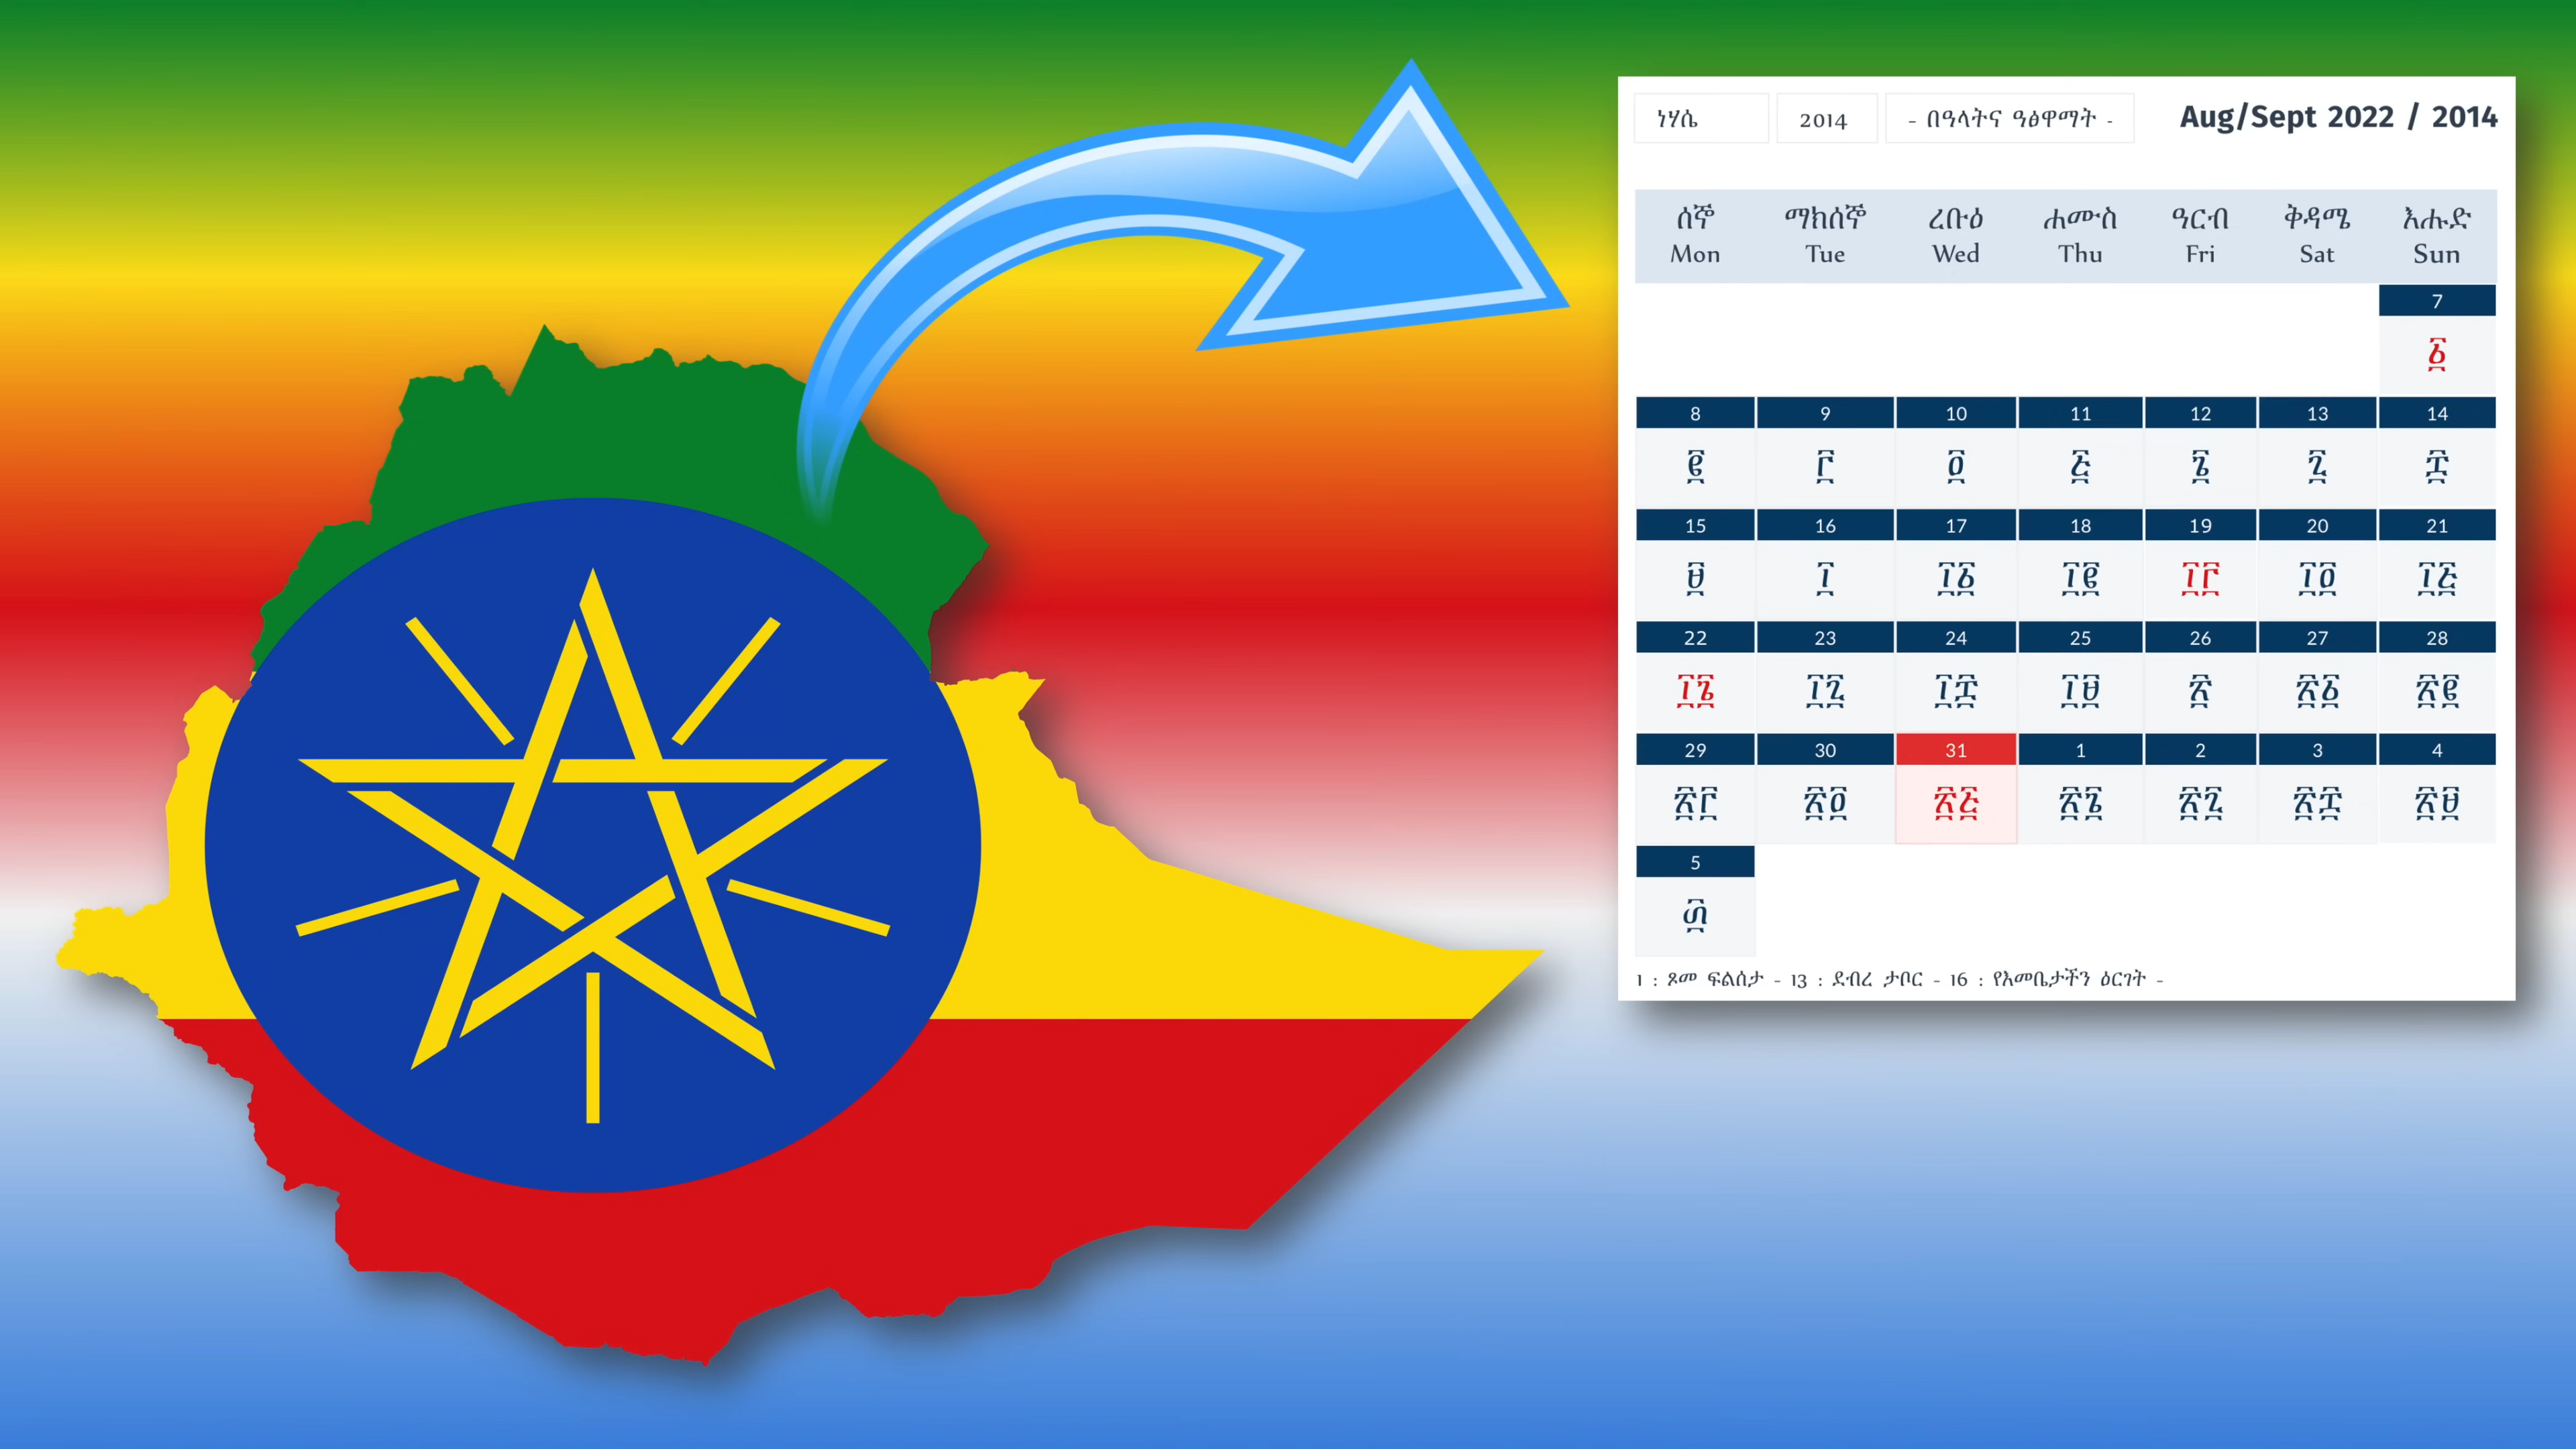 ነሃሴ 2014 - በዓላትና ዓፅዋማት - Aug/Sept 2022 / 2014
ሰኞ ማክሰኞ ረቡዕ ሐሙስ ዓርብ ቅዳሜ እሑድ
Mon Tue Wed Thu Fri Sat Sun
7
፩
8 9 10 11 12 13 14
፪ ፫ ፬ ፭ ፮ ፯ ፰
15 16 17 18 19 20 21
፱ ፲ ፲፩ ፲፪ ፲፫ ፲፬ ፲፭
22 23 24 25 26 27 28
፲፮ ፲፯ ፲፰ ፲፱ ፳ ፳፩ ፳፪
29 30 31 1 2 3 4
፳፫ ፳፬ ፳፭ ፳፮ ፳፯ ፳፰ ፳፱
5
፴
1 : ጾመ ፍልሰታ - 13 : ደብረ ታቦር - 16 : የእመቤታችን ዕርገት -